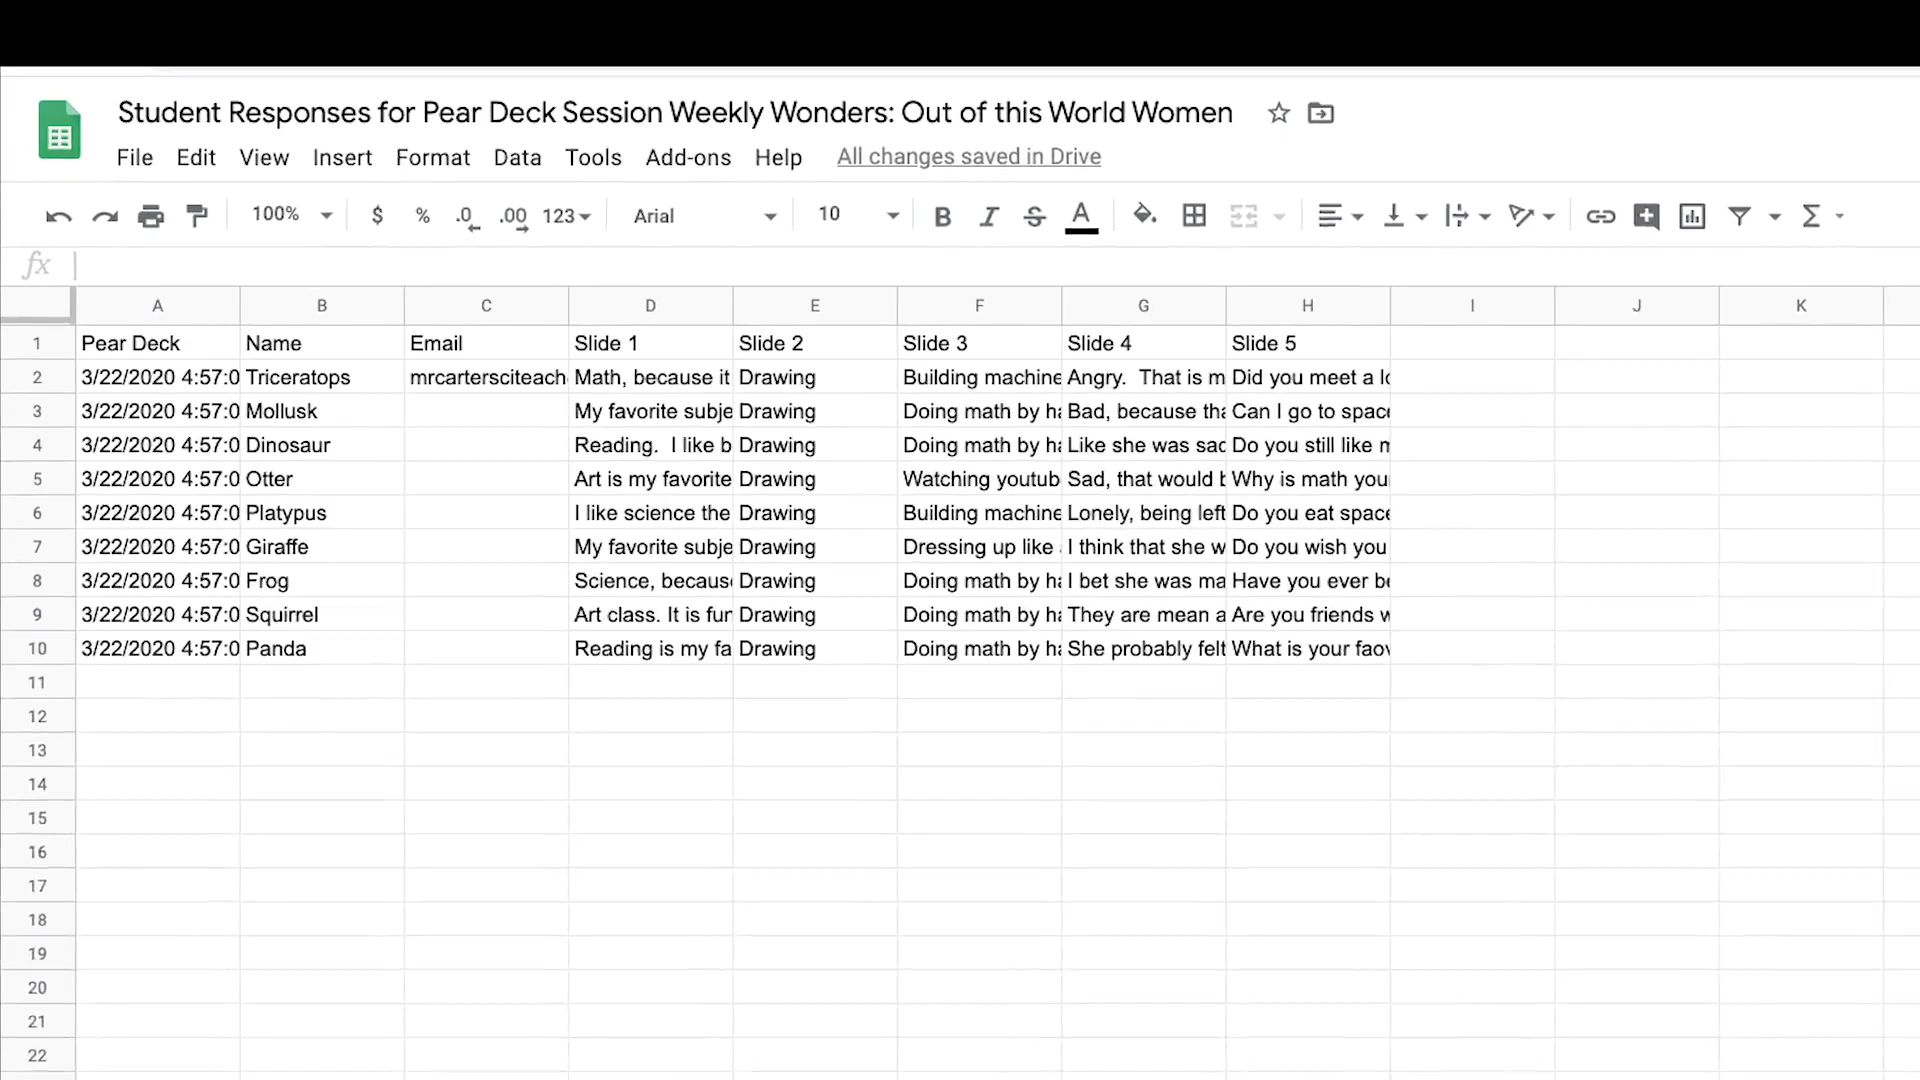 Student Responses for Pear Deck Session Weekly Wonders: Out of this World Women
File Edit View Insert Format Data Tools Add-ons Help All changes saved in Drive
100% $ % .0 .00 123 Arial 10 B I S A Σ
fx
A B C D E F G H I J K
1 Pear Deck Name Email Slide 1 Slide 2 Slide 3 Slide 4 Slide 5
2 3/22/2020 4:57:0 Triceratops mrcartersciteach Math, because it Drawing Building machine Angry. That is m Did you meet a lo
3 3/22/2020 4:57:0 Mollusk My favorite subje Drawing Doing math by ha Bad, because tha Can I go to space
4 3/22/2020 4:57:0 Dinosaur Reading. I like b Drawing Doing math by ha Like she was sad Do you still like m
5 3/22/2020 4:57:0 Otter Art is my favorite Drawing Watching youtub Sad, that would b Why is math you
6 3/22/2020 4:57:0 Platypus I like science the Drawing Building machine Lonely, being left Do you eat space
7 3/22/2020 4:57:0 Giraffe My favorite subje Drawing Dressing up like I think that she w Do you wish you
8 3/22/2020 4:57:0 Frog Science, becaus Drawing Doing math by ha I bet she was ma Have you ever be
9 3/22/2020 4:57:0 Squirrel Art class. It is fun Drawing Doing math by ha They are mean a Are you friends w
10 3/22/2020 4:57:0 Panda Reading is my fa Drawing Doing math by ha She probably felt What is your faov
11
12
13
14
15
16
17
18
19
20
21
22